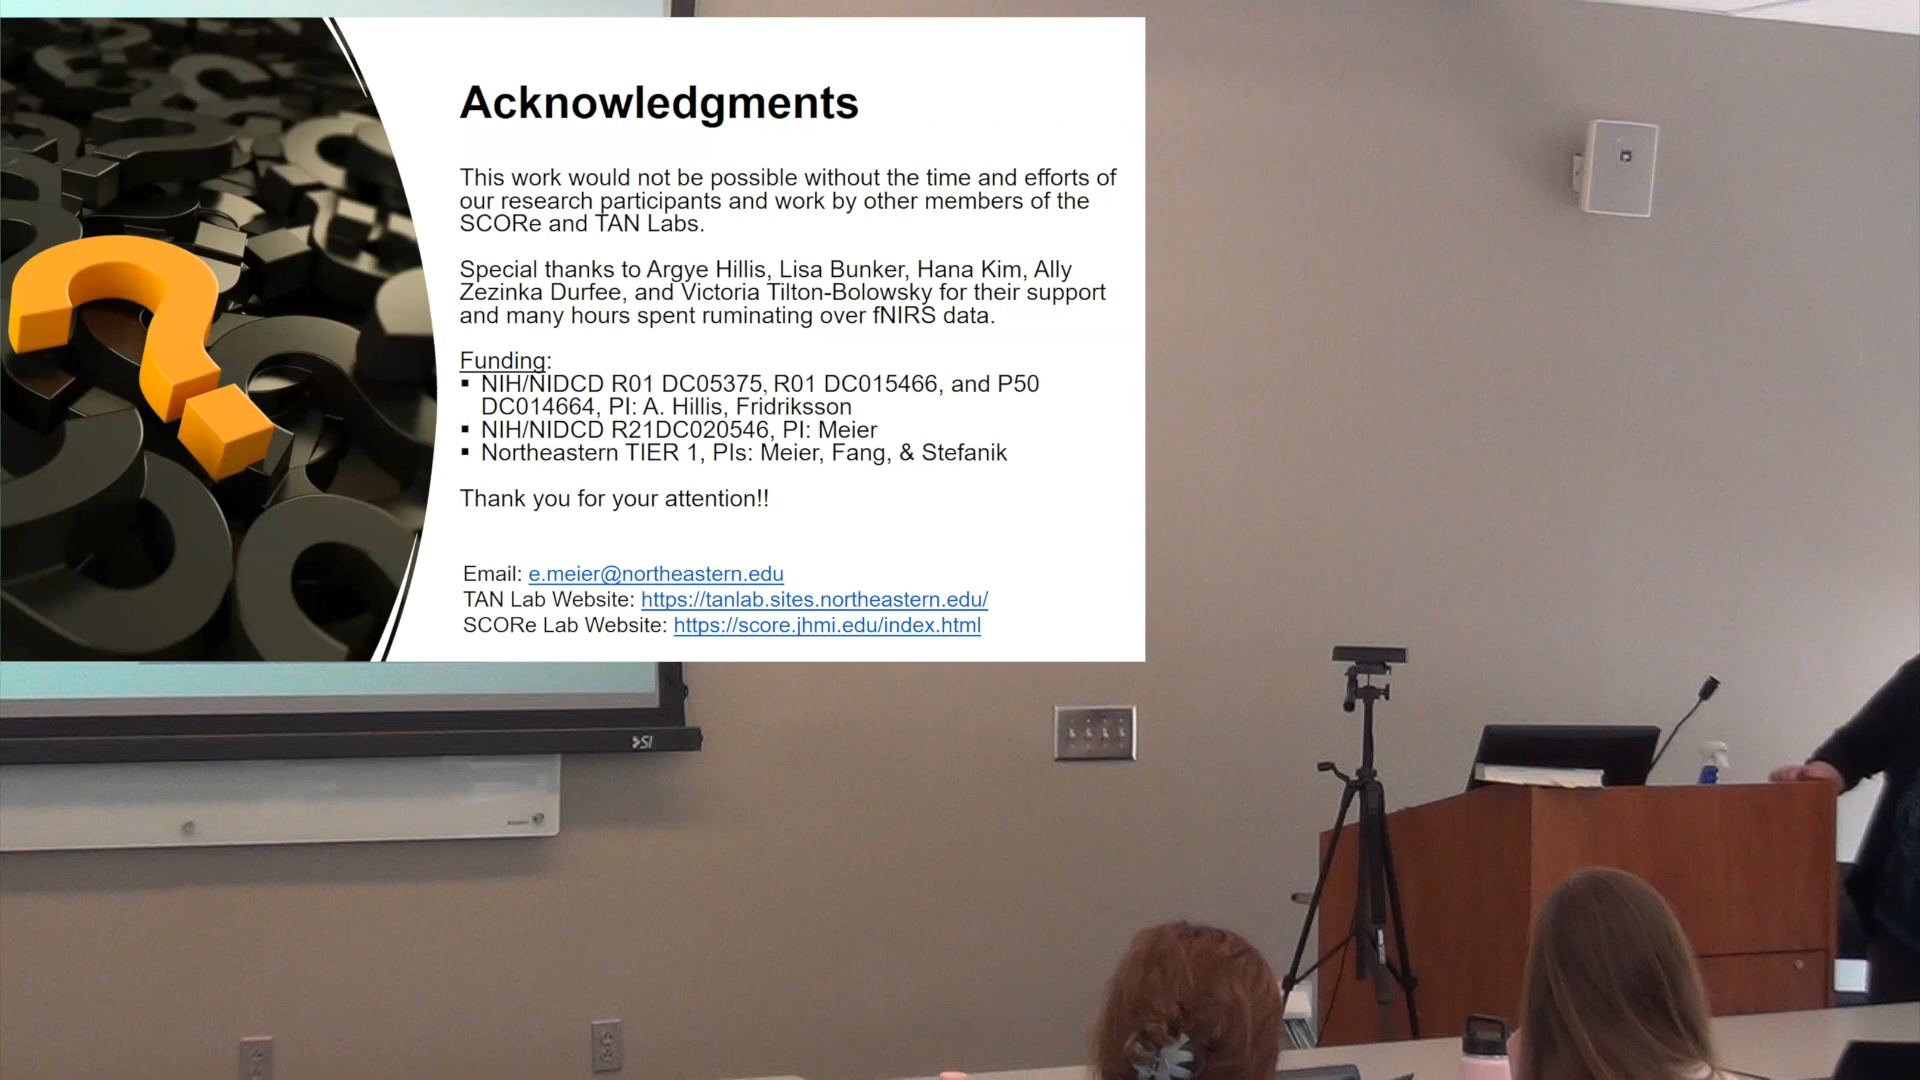 Acknowledgments
This work would not be possible without the time and efforts of
our research participants and work by other members of the
SCORe and TAN Labs.
Special thanks to Argye Hillis, Lisa Bunker, Hana Kim, Ally
Zezinka Durfee, and Victoria Tilton-Bolowsky for their support
and many hours spent ruminating over fNIRS data.
Funding:
▪ NIH/NIDCD R01 DC05375, R01 DC015466, and P50
DC014664, PI: A. Hillis, Fridriksson
▪ NIH/NIDCD R21DC020546, PI: Meier
▪ Northeastern TIER 1, PIs: Meier, Fang, & Stefanik
Thank you for your attention!!
Email: e.meier@northeastern.edu
TAN Lab Website: https://tanlab.sites.northeastern.edu/
SCORe Lab Website: https://score.jhmi.edu/index.html
SI